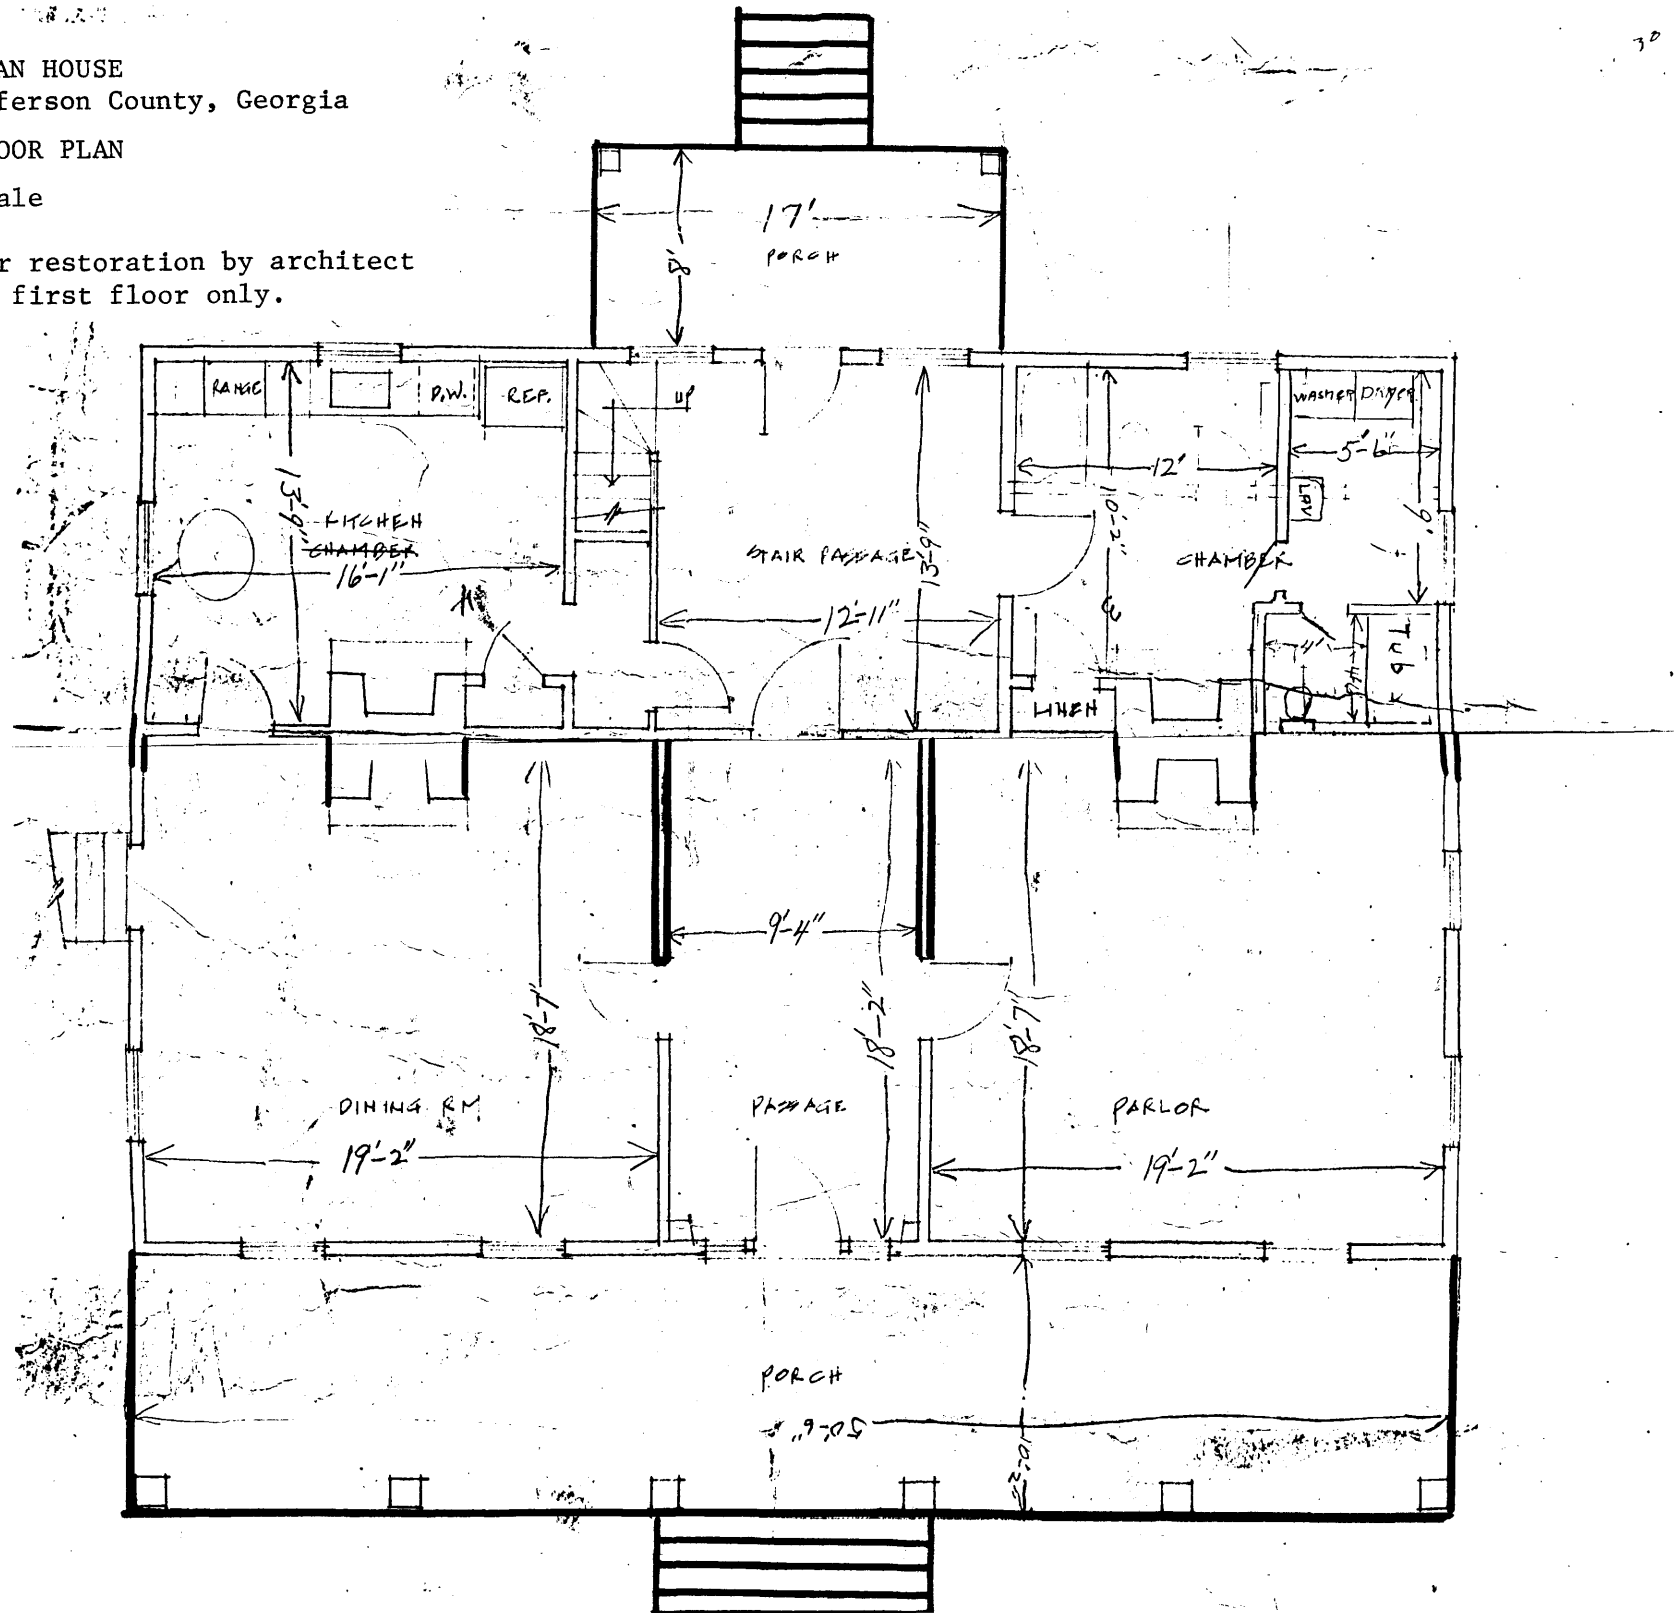 AN HOUSE
ferson County, Georgia
OOR PLAN
ale
r restoration by architect
first floor only.
30
17'
8'
PORCH
RANGE
D.W.
REF.
UP
WASHER
DRYER
5'-6"
12'
LAV
9'
13'-9"
KITCHEN
CHAMBER
16'-1"
STAIR PASSAGE
13'-9"
10'-2"
CHAMBER
12'-11"
4'
Tub
LINEN
9'-4"
18'-7"
18'-2"
18'-7"
DINING RM
PASSAGE
PARLOR
19'-2"
19'-2"
PORCH
50'-6"
10'-2"